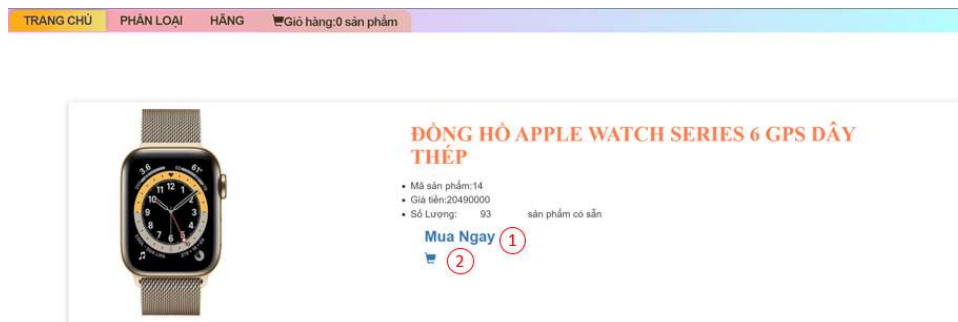 TRANG CHỦ PHÂN LOẠI HÃNG Giỏ hàng:0 sản phẩm
ĐỒNG HỒ APPLE WATCH SERIES 6 GPS DÂY
THÉP
Mã sản phẩm:14
Giá tiền:20490000
Số Lượng: 93 sản phẩm có sẵn
Mua Ngay 1
2